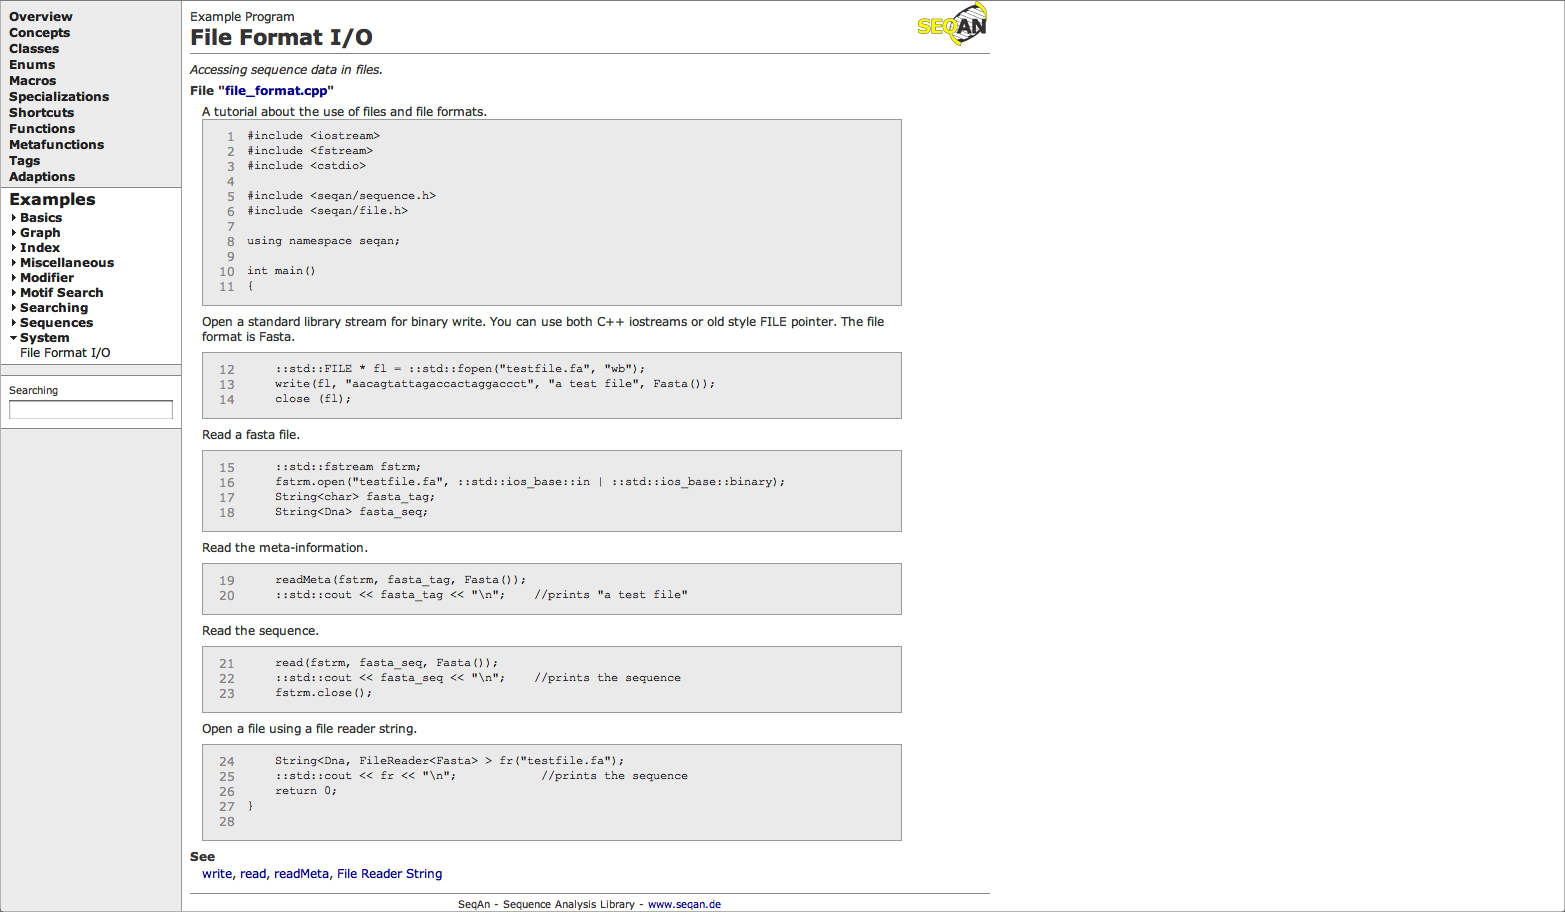 Overview
Concepts
Classes
Enums
Macros
Specializations
Shortcuts
Functions
Metafunctions
Tags
Adaptions
Examples
Basics
Graph
Index
Miscellaneous
Modifier
Motif Search
Searching
Sequences
System
File Format I/O
Searching
Example Program
File Format I/O
SEQAN
Accessing sequence data in files.
File "file_format.cpp"
A tutorial about the use of files and file formats.
1 #include <iostream>
2 #include <fstream>
3 #include <cstdio>
4
5 #include <seqan/sequence.h>
6 #include <seqan/file.h>
7
8 using namespace seqan;
9
10 int main()
11 {
Open a standard library stream for binary write. You can use both C++ iostreams or old style FILE pointer. The file
format is Fasta.
12     ::std::FILE * fl = ::std::fopen("testfile.fa", "wb");
13     write(fl, "aacagtattagaccactaggaccct", "a test file", Fasta());
14     close (fl);
Read a fasta file.
15     ::std::fstream fstrm;
16     fstrm.open("testfile.fa", ::std::ios_base::in | ::std::ios_base::binary);
17     String<char> fasta_tag;
18     String<Dna> fasta_seq;
Read the meta-information.
19     readMeta(fstrm, fasta_tag, Fasta());
20     ::std::cout << fasta_tag << "\n";    //prints "a test file"
Read the sequence.
21     read(fstrm, fasta_seq, Fasta());
22     ::std::cout << fasta_seq << "\n";    //prints the sequence
23     fstrm.close();
Open a file using a file reader string.
24     String<Dna, FileReader<Fasta> > fr("testfile.fa");
25     ::std::cout << fr << "\n";            //prints the sequence
26     return 0;
27 }
28
See
write, read, readMeta, File Reader String
SeqAn - Sequence Analysis Library - www.seqan.de